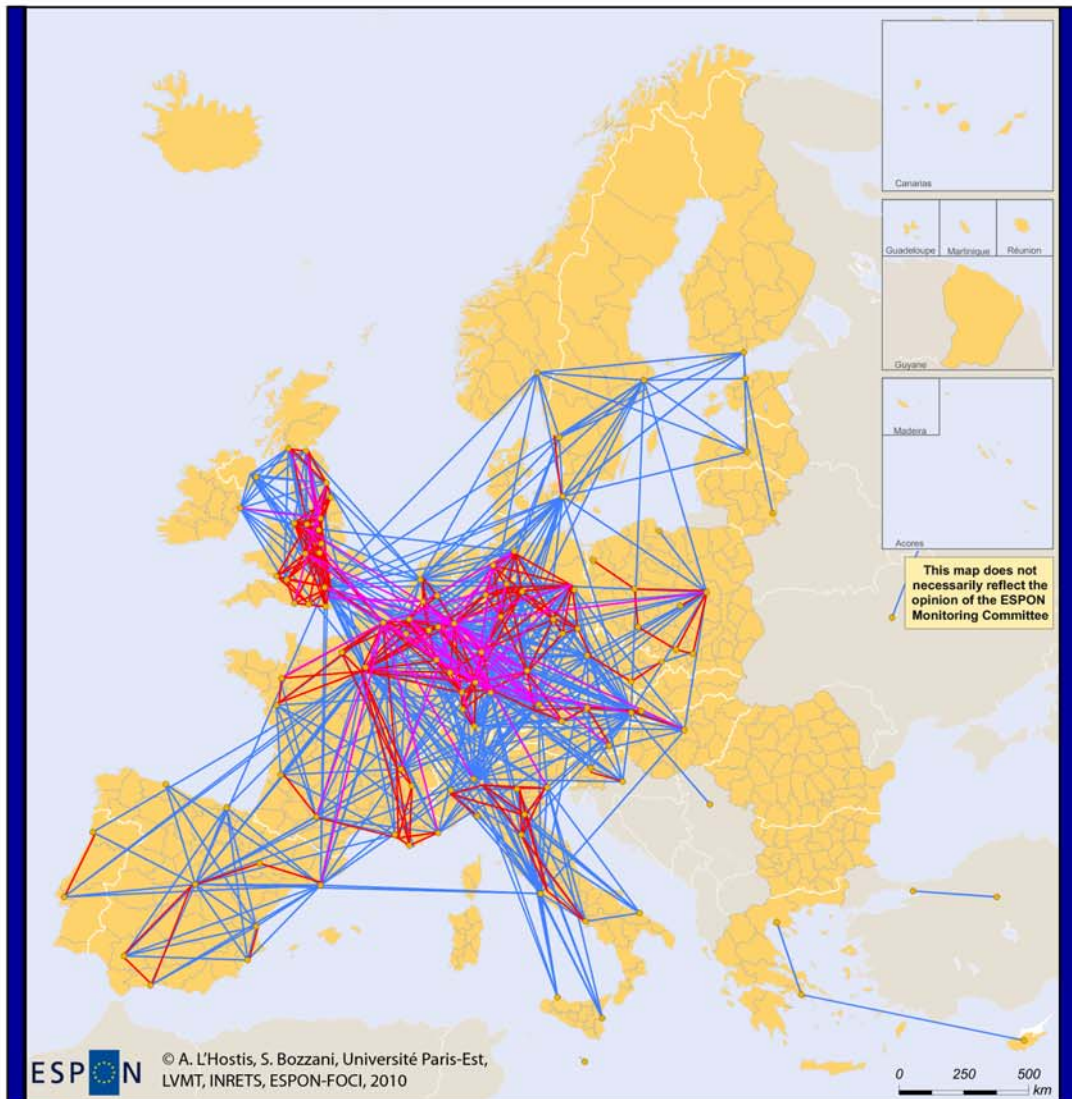 Canarias
Guadeloupe
Martinique
Réunion
Guyane
Madeira
Acores
This map does not
necessarily reflect the
opinion of the ESPON
Monitoring Committee
ESPON
© A. L'Hostis, S. Bozzani, Université Paris-Est,
LVMT, INRETS, ESPON-FOCI, 2010
0 250 500
km